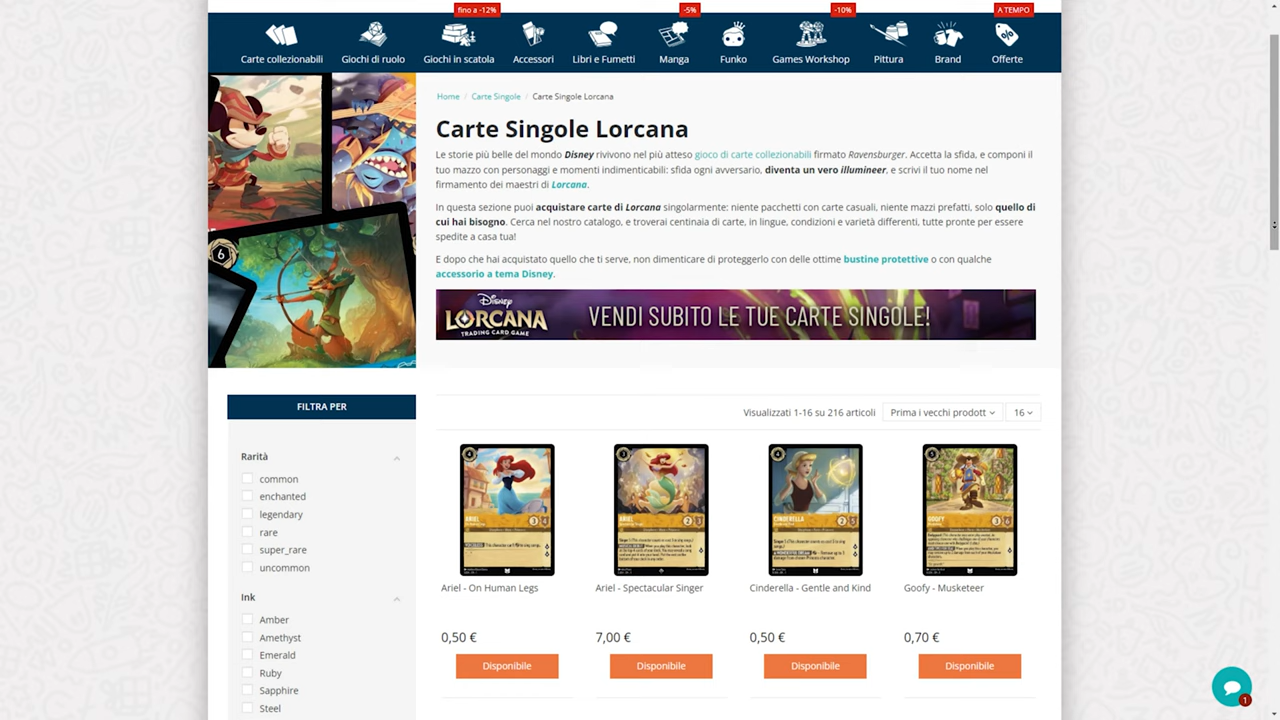 fino a -12%
-5%
-10%
A TEMPO
Carte collezionabili
Giochi di ruolo
Giochi in scatola
Accessori
Libri e Fumetti
Manga
Funko
Games Workshop
Pittura
Brand
Offerte
Home / Carte Singole / Carte Singole Lorcana
Carte Singole Lorcana
Le storie più belle del mondo Disney rivivono nel più atteso gioco di carte collezionabili firmato Ravensburger. Accetta la sfida, e componi il
tuo mazzo con personaggi e momenti indimenticabili: sfida ogni avversario, diventa un vero illumineer, e scrivi il tuo nome nel
firmamento dei maestri di Lorcana.
In questa sezione puoi acquistare carte di Lorcana singolarmente: niente pacchetti con carte casuali, niente mazzi prefatti, solo quello di
cui hai bisogno. Cerca nel nostro catalogo, e troverai centinaia di carte, in lingue, condizioni e varietà differenti, tutte pronte per essere
spedite a casa tua!
E dopo che hai acquistato quello che ti serve, non dimenticare di proteggerlo con delle ottime bustine protettive o con qualche
accessorio a tema Disney.
6
Disney
LORCANA
TRADING CARD GAME
VENDI SUBITO LE TUE CARTE SINGOLE!
FILTRA PER
Visualizzati 1-16 su 216 articoli
Prima i vecchi prodott
16
Rarità
common
enchanted
legendary
rare
super_rare
uncommon
Ink
Amber
Amethyst
Emerald
Ruby
Sapphire
Steel
ARIEL
ARIEL
CINDERELLA
GOOFY
Ariel - On Human Legs
Ariel - Spectacular Singer
Cinderella - Gentle and Kind
Goofy - Musketeer
0,50 €
7,00 €
0,50 €
0,70 €
Disponibile
Disponibile
Disponibile
Disponibile
1